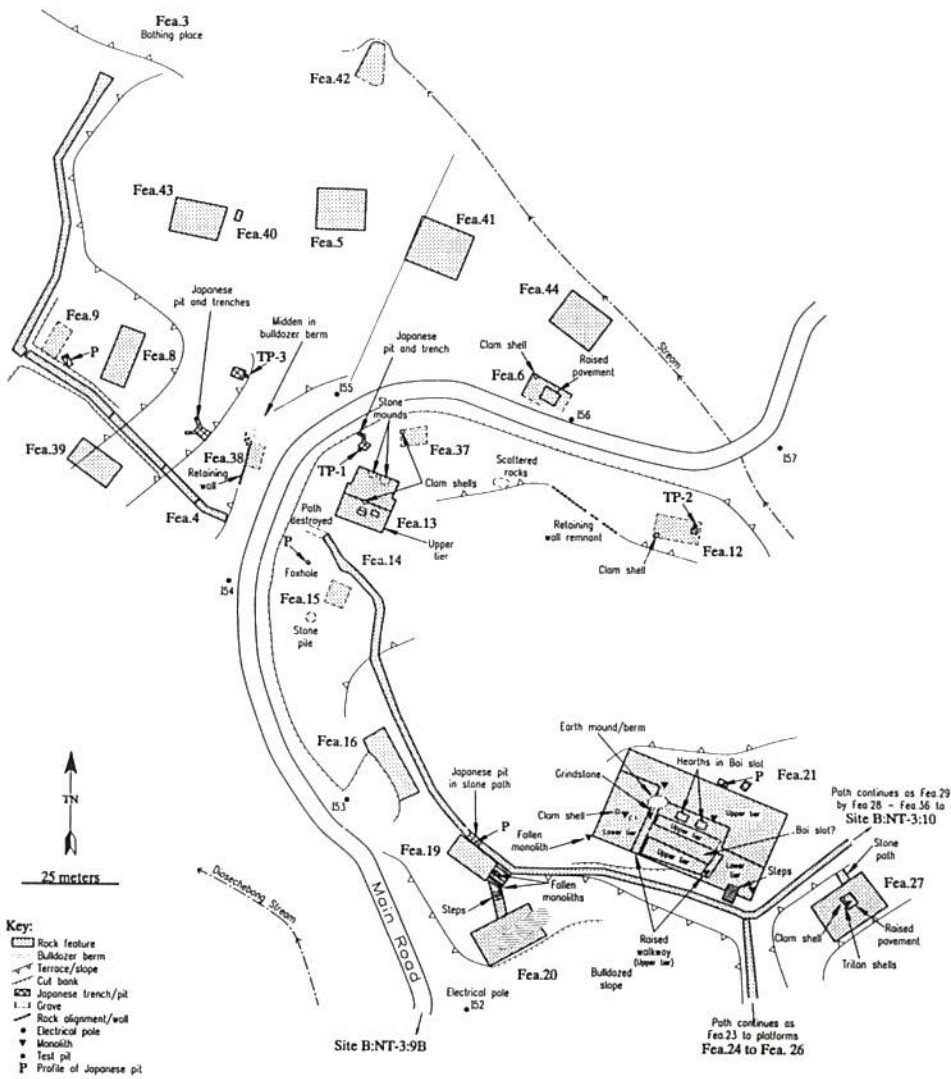 Fea.3
Bathing place
Fea.42
Fea.43
Fea.40
Fea.5
Fea.41
Fea.44
Japanese
pit and trenches
Midden in
bulldozer berm
Japanese
pit and trench
Stream
Fea.9
P
Fea.8
TP-3
Clam shell
Raised
pavement
Fea.6
155
156
157
Stone
mounds
Fea.39
Fea.38
Retaining
wall
Fea.4
TP-1
Fea.37
Clam shells
Scattered
rocks
TP-2
Path
destroyed
Fea.13
Upper
tier
Retaining
wall remnant
Fea.12
Clam shell
P
Foxhole
Fea.14
154
Fea.15
Stone
pile
Fea.16
153
Earth mound/berm
Hearths in Bai slot
Grindstone
P
Fea.21
Path continues as Fea.29
by Fea.28 - Fea.36 to
Site B:NT-3:10
Japanese pit
in stone path
P
Clam shell
Upper tier
Upper tier
Bai slot?
Lower tier
Upper tier
Lower
tier
Fallen
monolith
Steps
Stone
path
Fea.19
Fea.27
TN
25 meters
Diosechebong Stream
Main Road
Steps
Fallen
monoliths
Raised
walkway
(Upper tier)
Clam shell
Raised
pavement
Triton shells
Fea.20
Bulldozed
slope
Electrical pole
152
Site B:NT-3:9B
Path continues as
Fea.23 to platforms
Fea.24 to Fea. 26
Key:
Rock feature
Bulldozer berm
Terrace/slope
Cut bank
Japanese trench/pit
Grave
Rock alignment/wall
Electrical pole
Monolith
Test pit
P Profile of Japanese pit